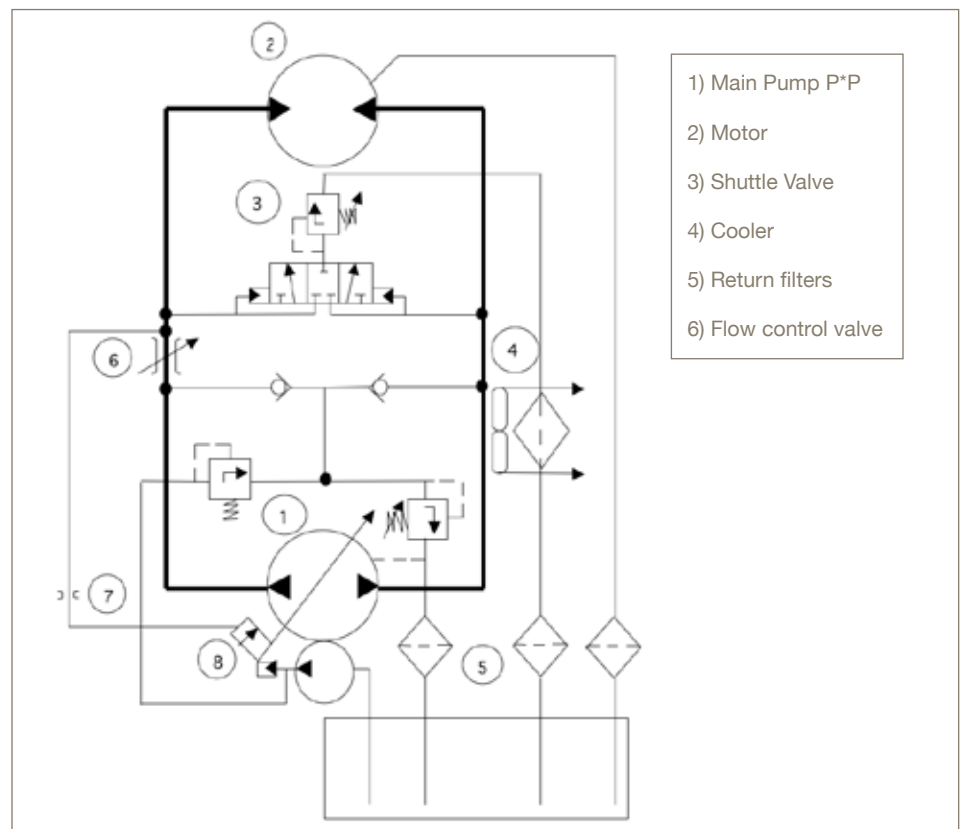 2
1) Main Pump P*P
2) Motor
3) Shuttle Valve
4) Cooler
5) Return filters
6) Flow control valve
3
4
6
1
7
8
5